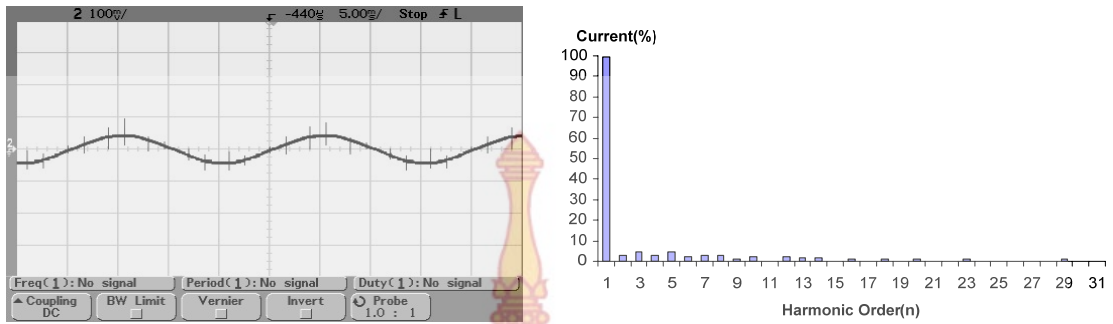 2 100mV/ -440us 5.00ms/ Stop L
2
Freq(1): No signal Period(1): No signal Duty(1): No signal
Coupling
DC
BW Limit
Vernier
Invert
Probe
1.0 : 1
Current(%)
100
90
80
70
60
50
40
30
20
10
0
1 3 5 7 9 11 13 15 17 19 21 23 25 27 29 31
Harmonic Order(n)